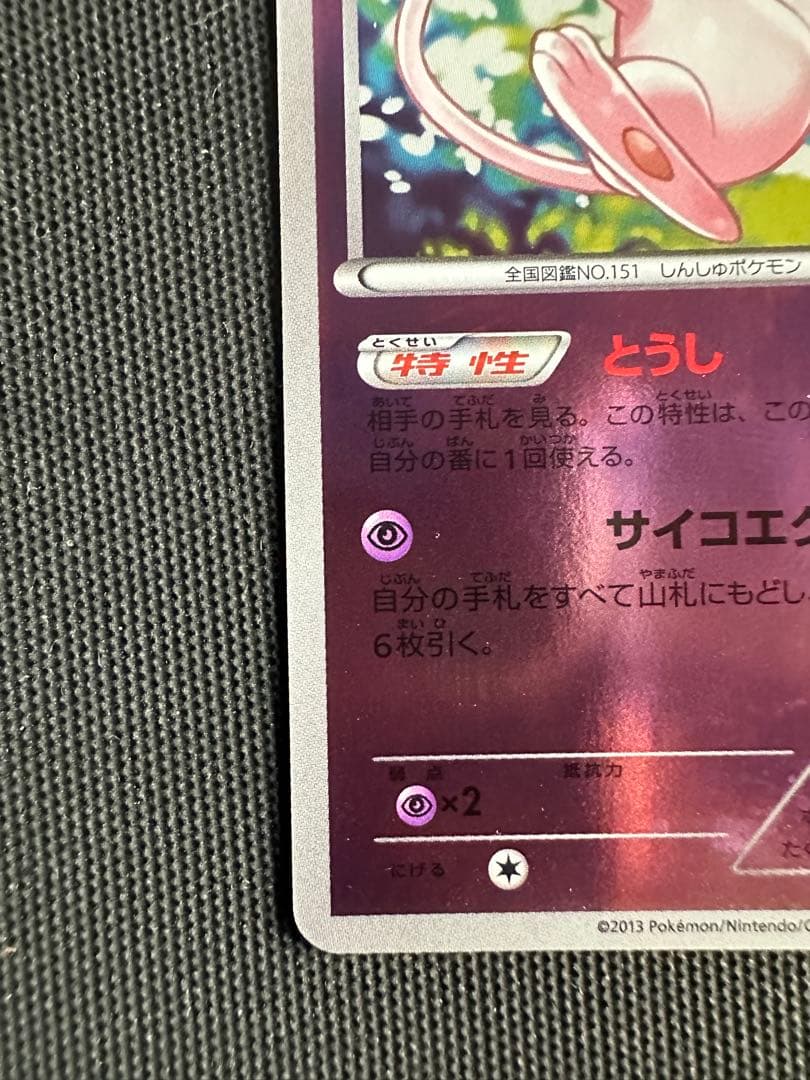 全国図鑑NO.151 しんしゅポケモン
とくせい
特性 とうし
あいて てふだ み とくせい
相手の手札を見る。この特性は、この
じぶん ばん かいつか
自分の番に1回使える。
サイコエク
じぶん てふだ やまふだ
自分の手札をすべて山札にもどし
まい ひ
6枚引く。
弱点 抵抗力
×2
にげる
た
©2013 Pokémon/Nintendo/C